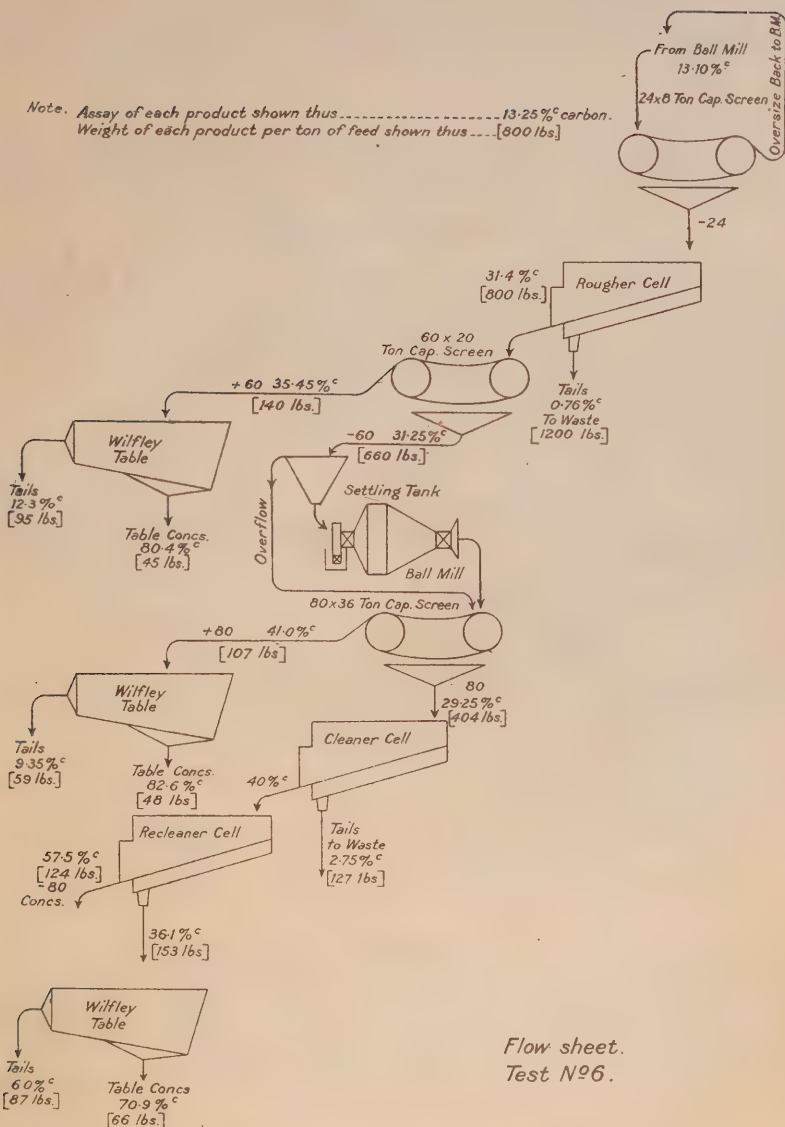 From Ball Mill
13·10%c
24x8 Ton Cap. Screen
Oversize Back to B.M.
Note. Assay of each product shown thus 13·25%c carbon.
Weight of each product per ton of feed shown thus [800 lbs]
-24
31·4 %c
[800 lbs.]
Rougher Cell
60 x 20
Ton Cap. Screen
+60 35·45%c
[140 lbs.]
Tails
0·76%c
To Waste
[1200 lbs.]
Wilfley
Table
-60 31·25%c
[660 lbs.]
Tails
12·3%c
[95 lbs.]
Table Concs.
80·4%c
[45 lbs.]
Settling Tank
Overflow
Ball Mill
80x36 Ton Cap. Screen
+80 41·0%c
[107 lbs]
80
29·25%c
[404 lbs.]
Wilfley
Table
Tails
9·35%c
[59 lbs.]
Table Concs.
82·6 %c
[48 lbs]
Cleaner Cell
40%c
Tails
to Waste
2·75%c
[127 lbs]
Recleaner Cell
57·5%c
[124 lbs]
-80
Concs.
36·1%c
[153 lbs]
Wilfley
Table
Tails
6·0%c
[87 lbs.]
Table Concs
70·9 %c
[66 lbs.]
Flow sheet.
Test Nº6.